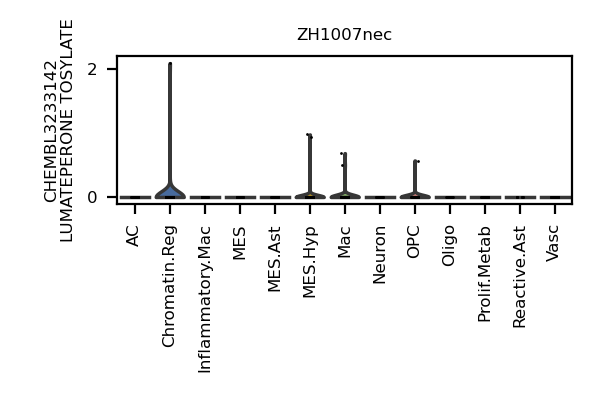 ZH1007nec
CHEMBL3233142
LUMATEPERONE TOSYLATE
2
0
AC
Chromatin.Reg
Inflammatory.Mac
MES
MES.Ast
MES.Hyp
Mac
Neuron
OPC
Oligo
Prolif.Metab
Reactive.Ast
Vasc